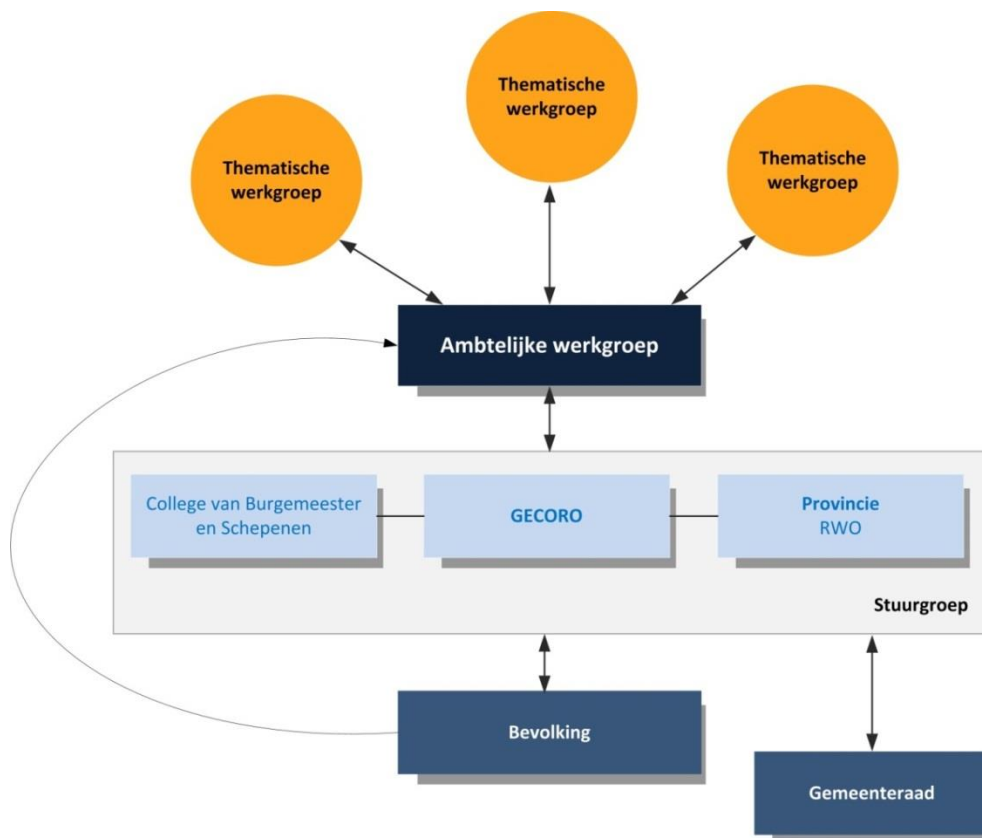 Thematische
werkgroep
Thematische
werkgroep
Thematische
werkgroep
Ambtelijke werkgroep
College van Burgemeester
en Schepenen
GECORO
Provincie
RWO
Stuurgroep
Bevolking
Gemeenteraad